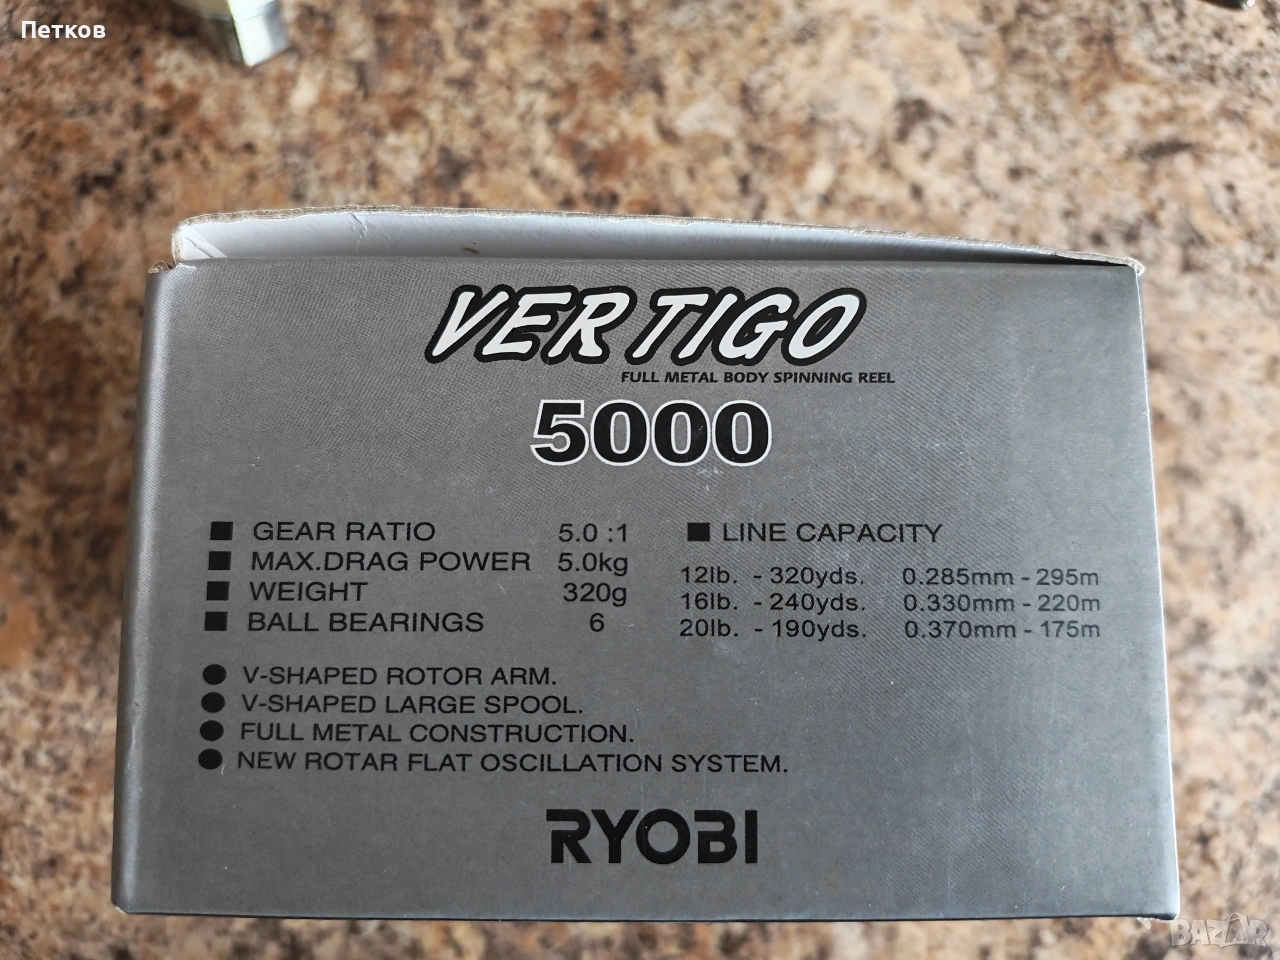 Петков
VERTIGO
FULL METAL BODY SPINNING REEL
5000
■ GEAR RATIO 5.0 :1
■ MAX.DRAG POWER 5.0kg
■ WEIGHT 320g
■ BALL BEARINGS 6
■ LINE CAPACITY
12lb. - 320yds. 0.285mm - 295m
16lb. - 240yds. 0.330mm - 220m
20lb. - 190yds. 0.370mm - 175m
● V-SHAPED ROTOR ARM.
● V-SHAPED LARGE SPOOL.
● FULL METAL CONSTRUCTION.
● NEW ROTAR FLAT OSCILLATION SYSTEM.
RYOBI
BAZAR